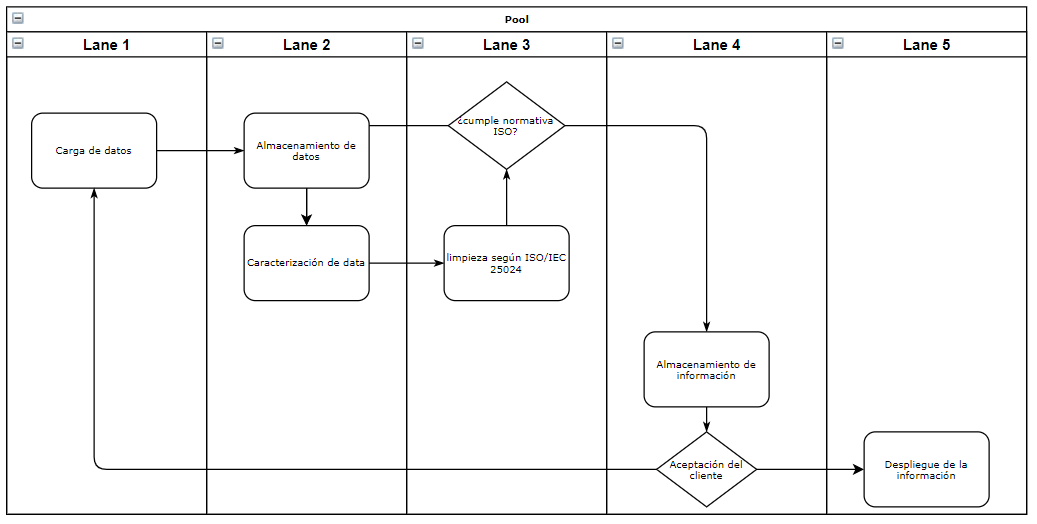 Pool
Lane 1
Lane 2
Lane 3
Lane 4
Lane 5
Carga de datos
Almacenamiento de
datos
¿cumple normativa
ISO?
Caracterización de data
limpieza según ISO/IEC
25024
Almacenamiento de
información
Aceptación del
cliente
Despliegue de la
información